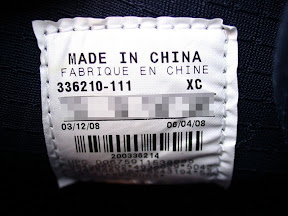 MADE IN CHINA
FABRIQUE EN CHINE
336210-111 XC
03/12/08 06/04/08
200336214